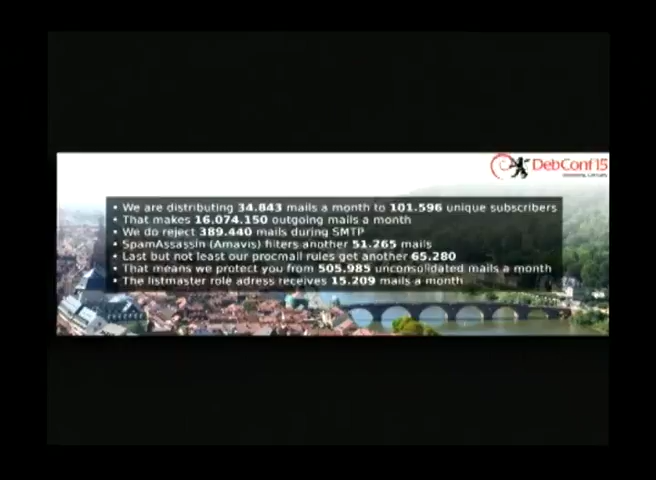 DebConf15
• We are distributing 34.843 mails a month to 101.596 unique subscribers
• That makes 16.074.150 outgoing mails a month
• We do reject 389.440 mails during SMTP
• SpamAssassin (Amavis) filters another 51.265 mails
• Last but not least our procmail rules get another 65.280
• That means we protect you from 505.985 unconsolidated mails a month
• The listmaster role adress receives 15.209 mails a month